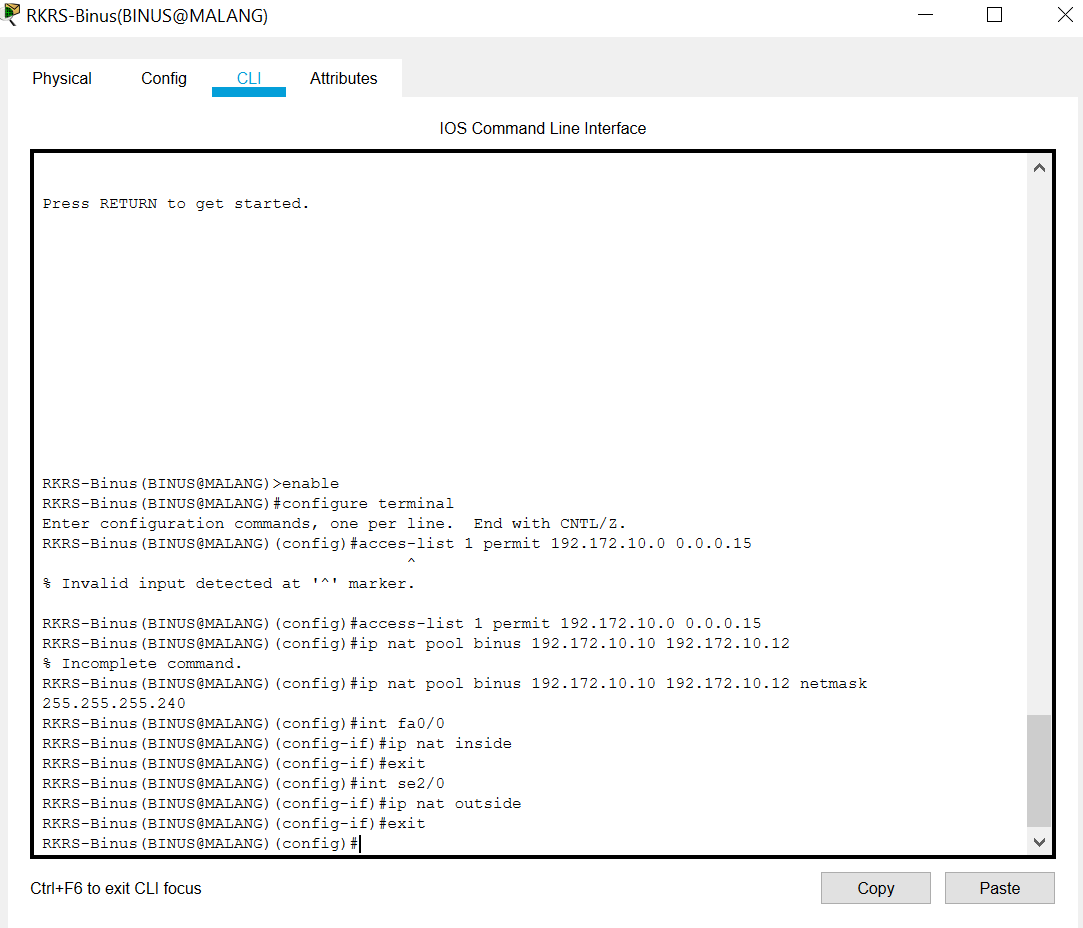 RKRS-Binus(BINUS@MALANG)
Physical Config CLI Attributes
IOS Command Line Interface
Press RETURN to get started.
RKRS-Binus(BINUS@MALANG)>enable
RKRS-Binus(BINUS@MALANG)#configure terminal
Enter configuration commands, one per line.  End with CNTL/Z.
RKRS-Binus(BINUS@MALANG)(config)#acces-list 1 permit 192.172.10.0 0.0.0.15
^
% Invalid input detected at '^' marker.
RKRS-Binus(BINUS@MALANG)(config)#access-list 1 permit 192.172.10.0 0.0.0.15
RKRS-Binus(BINUS@MALANG)(config)#ip nat pool binus 192.172.10.10 192.172.10.12
% Incomplete command.
RKRS-Binus(BINUS@MALANG)(config)#ip nat pool binus 192.172.10.10 192.172.10.12 netmask
255.255.255.240
RKRS-Binus(BINUS@MALANG)(config)#int fa0/0
RKRS-Binus(BINUS@MALANG)(config-if)#ip nat inside
RKRS-Binus(BINUS@MALANG)(config-if)#exit
RKRS-Binus(BINUS@MALANG)(config)#int se2/0
RKRS-Binus(BINUS@MALANG)(config-if)#ip nat outside
RKRS-Binus(BINUS@MALANG)(config-if)#exit
RKRS-Binus(BINUS@MALANG)(config)#
Ctrl+F6 to exit CLI focus
Copy Paste